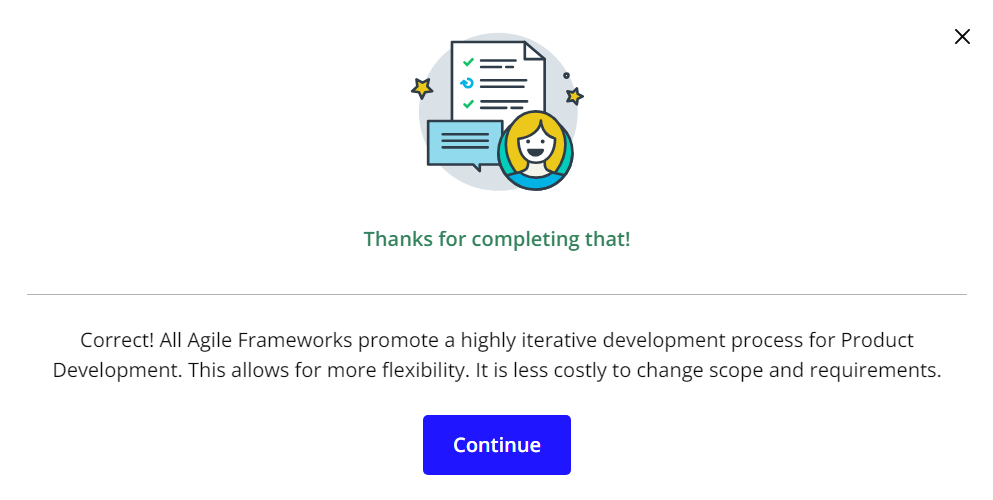 Thanks for completing that!
Correct! All Agile Frameworks promote a highly iterative development process for Product
Development. This allows for more flexibility. It is less costly to change scope and requirements.
Continue